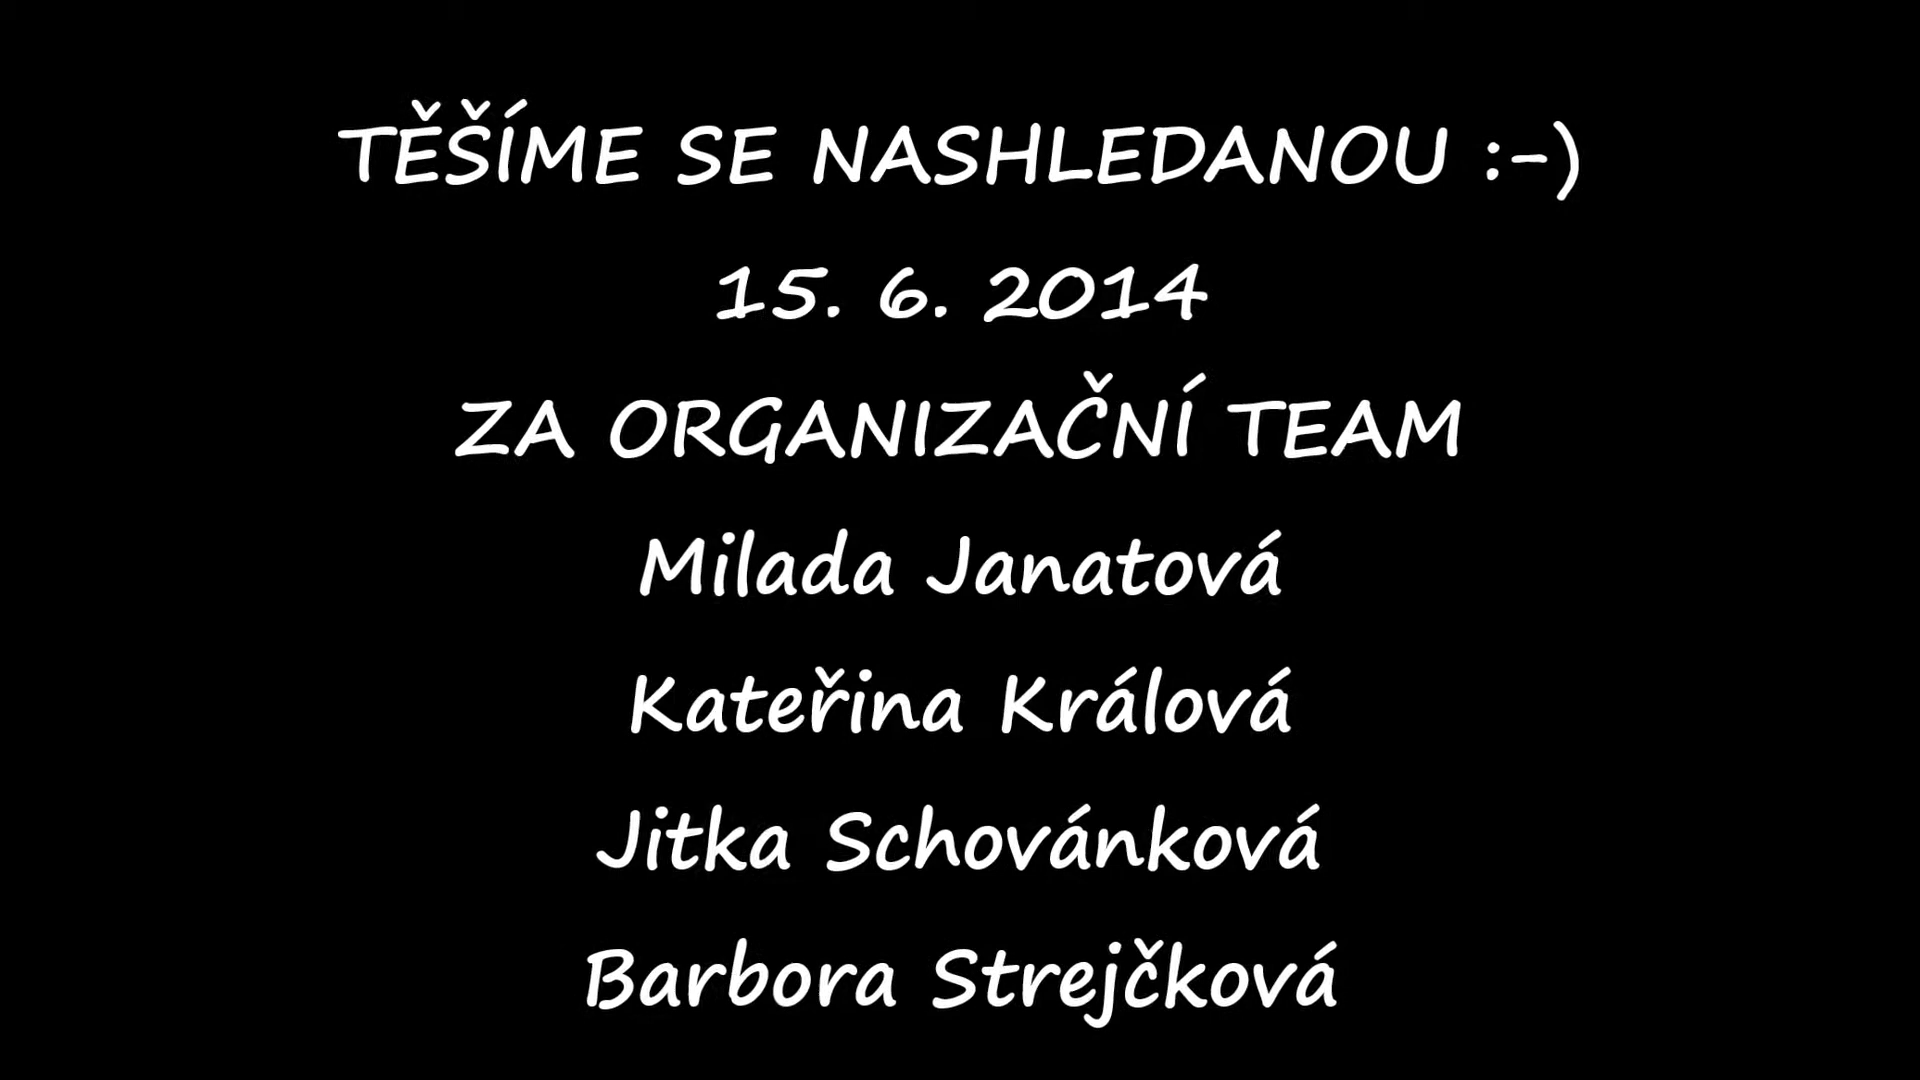 TĚŠÍME SE NASHLEDANOU :-)
15. 6. 2014
ZA ORGANIZAČNÍ TEAM
Milada Janatová
Kateřina Králová
Jitka Schovánková
Barbora Strejčková